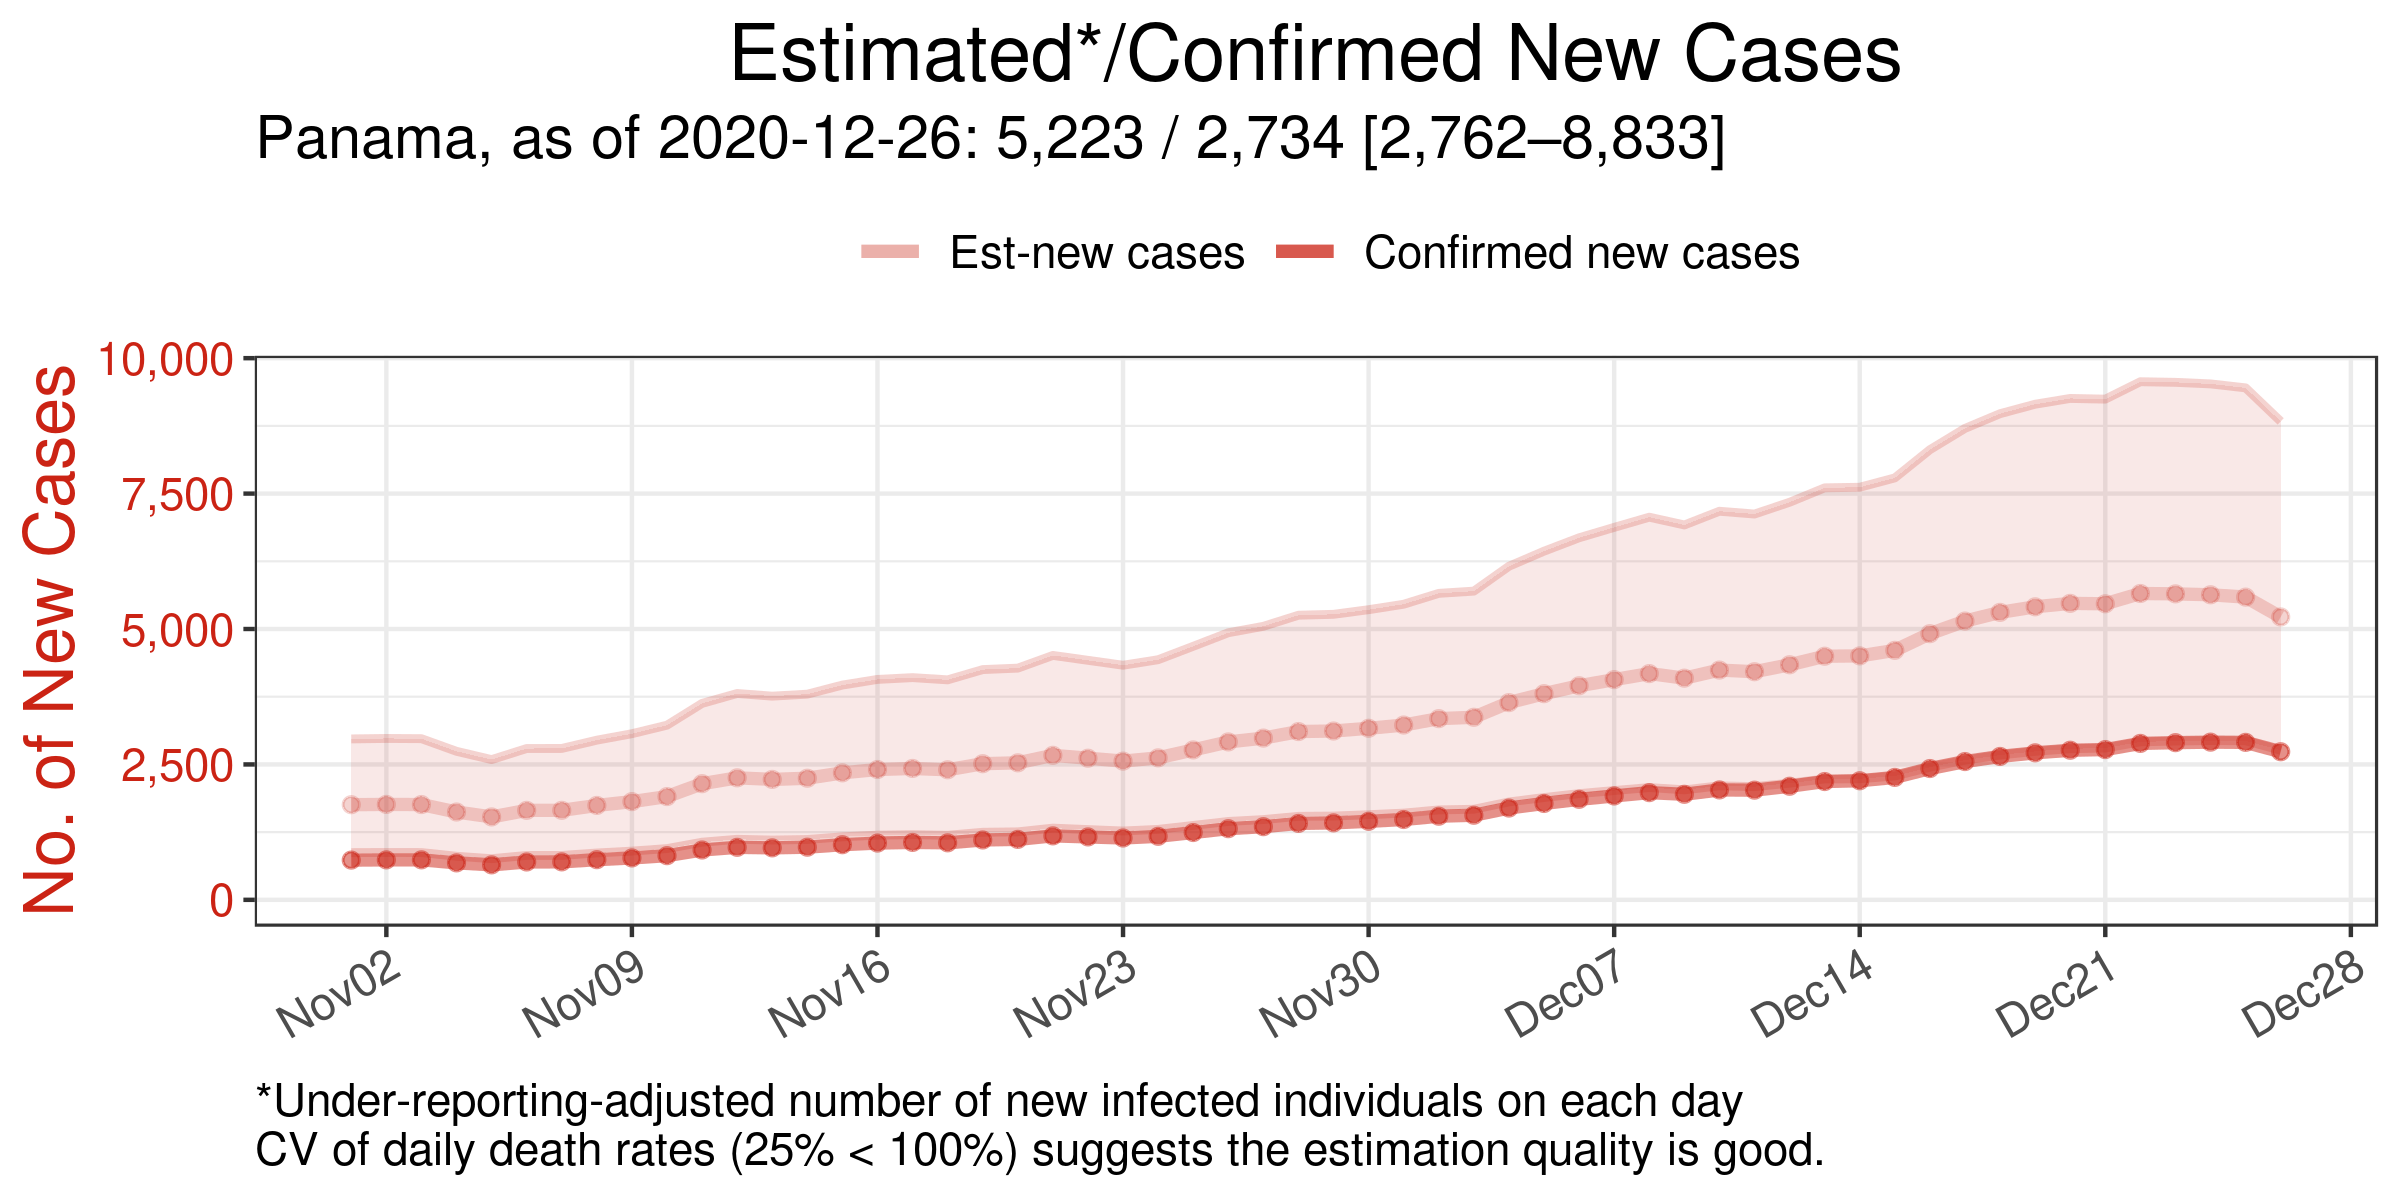 Estimated*/Confirmed New Cases
Panama, as of 2020-12-26: 5,223 / 2,734 [2,762–8,833]
Est-new cases
Confirmed new cases
No. of New Cases
10,000
7,500
5,000
2,500
0
Nov02
Nov09
Nov16
Nov23
Nov30
Dec07
Dec14
Dec21
Dec28
*Under-reporting-adjusted number of new infected individuals on each day
CV of daily death rates (25% < 100%) suggests the estimation quality is good.